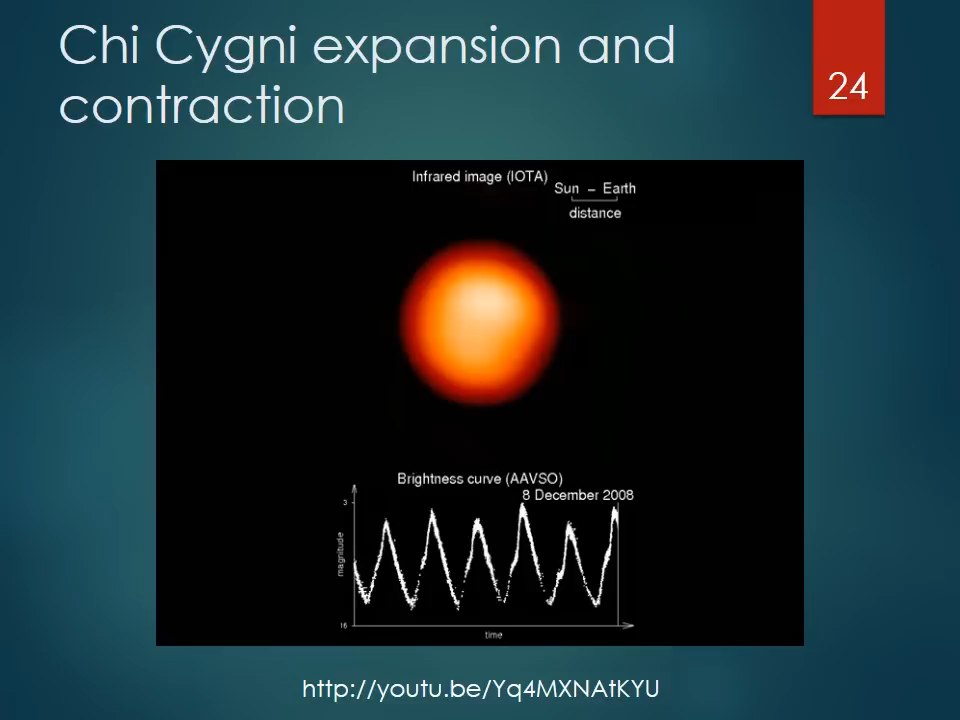 Chi Cygni expansion and
contraction
24
Infrared image (IOTA)
Sun – Earth
distance
Brightness curve (AAVSO)
8 December 2008
3
magnitude
16
time
http://youtu.be/Yq4MXNAtKYU